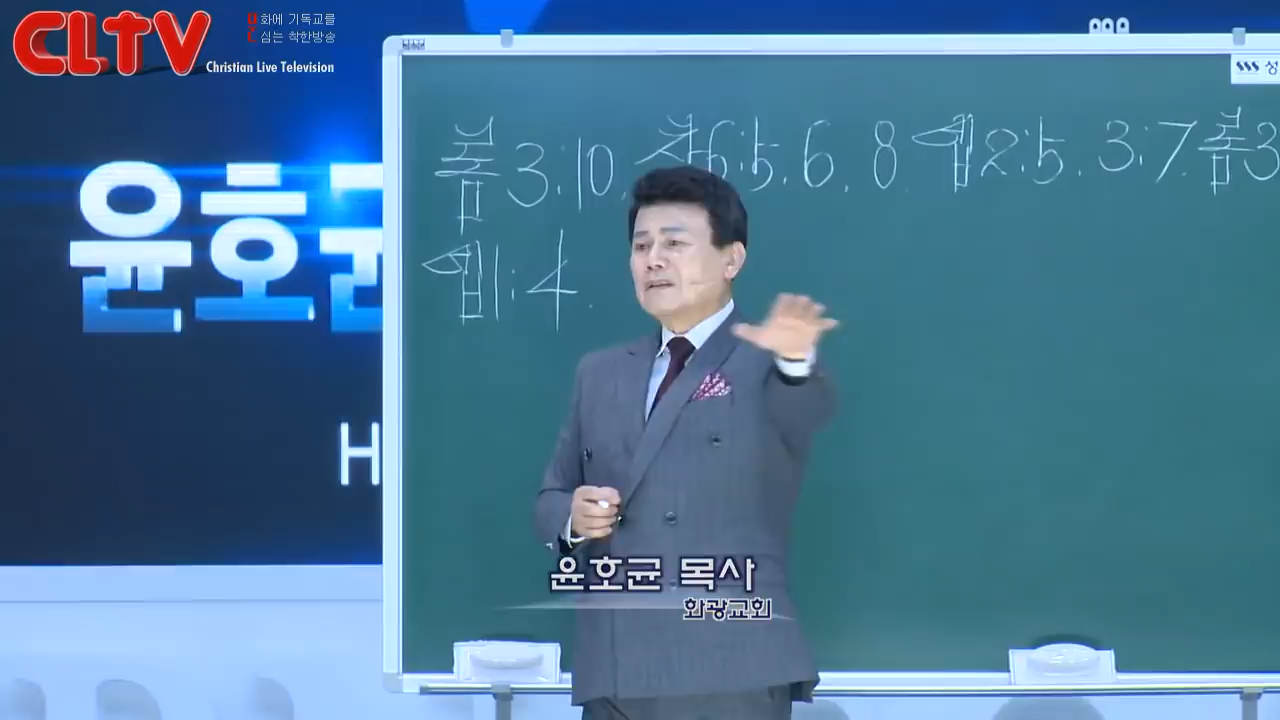 CLTV
문화에 기독교를
심는 착한방송
Christian Live Television
성
윤호균
H
롬3:10. 창6:5. 6. 8 엡2:5. 3:7. 롬3
엡1:4.
윤호균 목사
화광교회